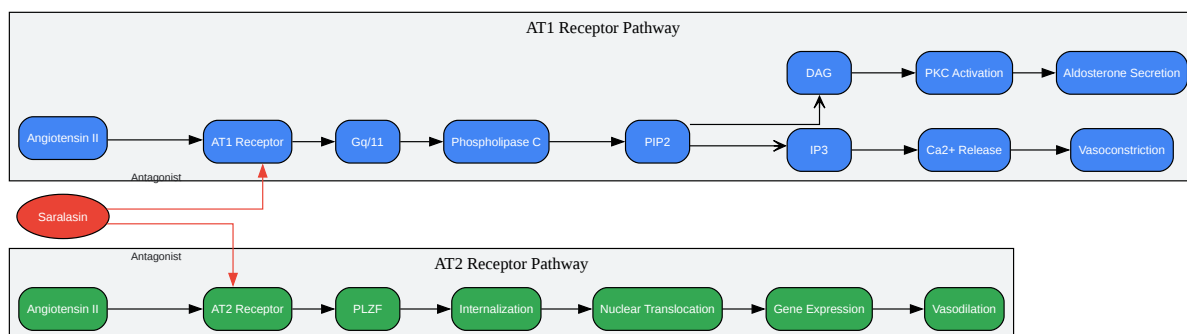 AT1 Receptor Pathway
DAG
PKC Activation
Aldosterone Secretion
Angiotensin II
AT1 Receptor
Gq/11
Phospholipase C
PIP2
IP3
Ca2+ Release
Vasoconstriction
Antagonist
Saralasin
Antagonist
AT2 Receptor Pathway
Angiotensin II
AT2 Receptor
PLZF
Internalization
Nuclear Translocation
Gene Expression
Vasodilation